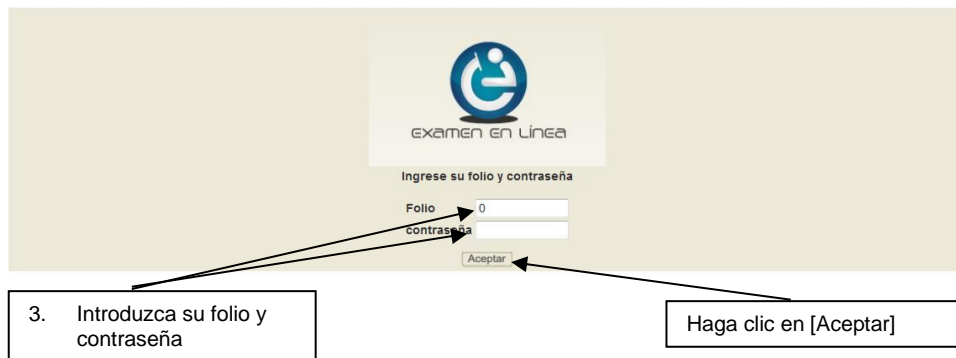 examen en línea
Ingrese su folio y contraseña
Folio 0
contraseña
Aceptar
3. Introduzca su folio y
contraseña
Haga clic en [Aceptar]